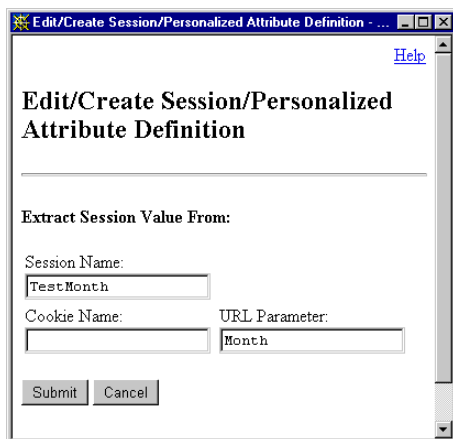 Edit/Create Session/Personalized Attribute Definition - ...
Help
Edit/Create Session/Personalized
Attribute Definition
Extract Session Value From:
Session Name:
TestMonth
Cookie Name: URL Parameter:
Month
Submit Cancel